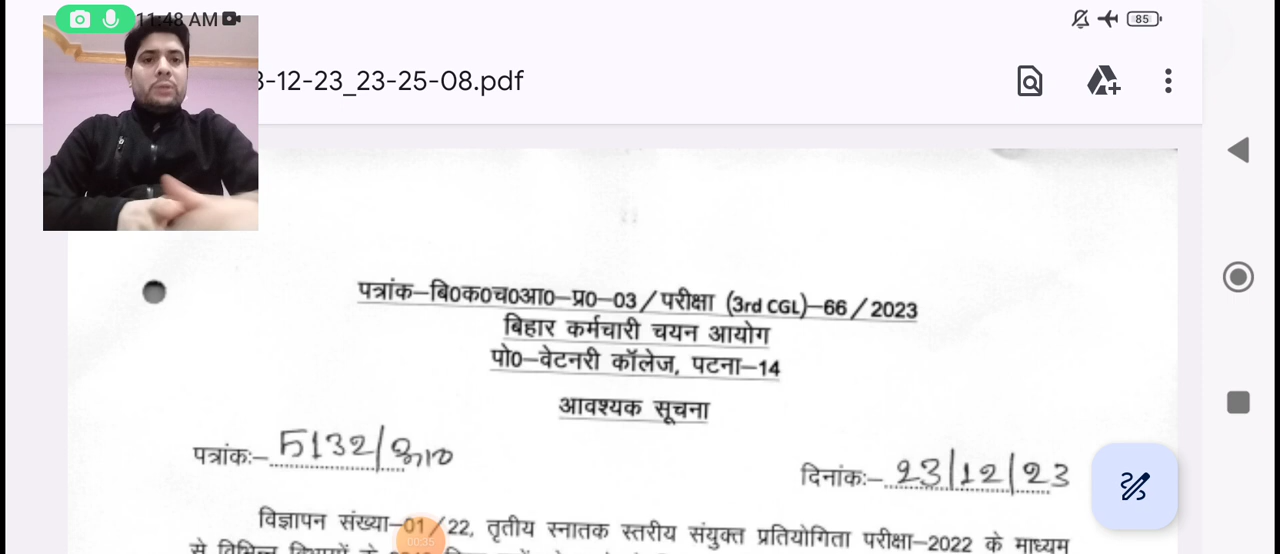 11:48 AM
85
3-12-23_23-25-08.pdf
पत्रांक–बि0क0च0आ0–प्र0–03 / परीक्षा (3rd CGL)–66 / 2023
बिहार कर्मचारी चयन आयोग
पो0–वेटनरी कॉलेज, पटना–14
आवश्यक सूचना
पत्रांकः– 5132/
दिनांकः– 23/12/23
विज्ञापन संख्या–01/22, तृतीय स्नातक स्तरीय संयुक्त प्रतियोगिता परीक्षा–2022 के माध्यम
00:35
से विभिन्न